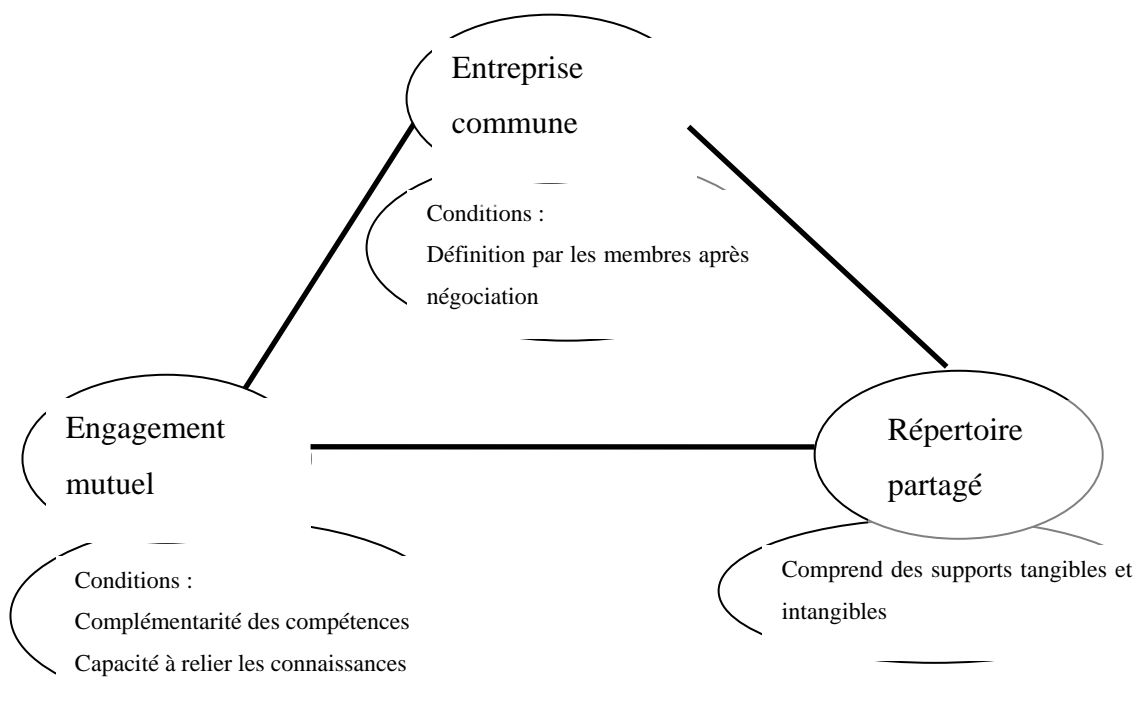 Entreprise
commune
Conditions :
Définition par les membres après
négociation
Engagement
mutuel
Répertoire
partagé
Conditions :
Complémentarité des compétences
Capacité à relier les connaissances
Comprend des supports tangibles et
intangibles